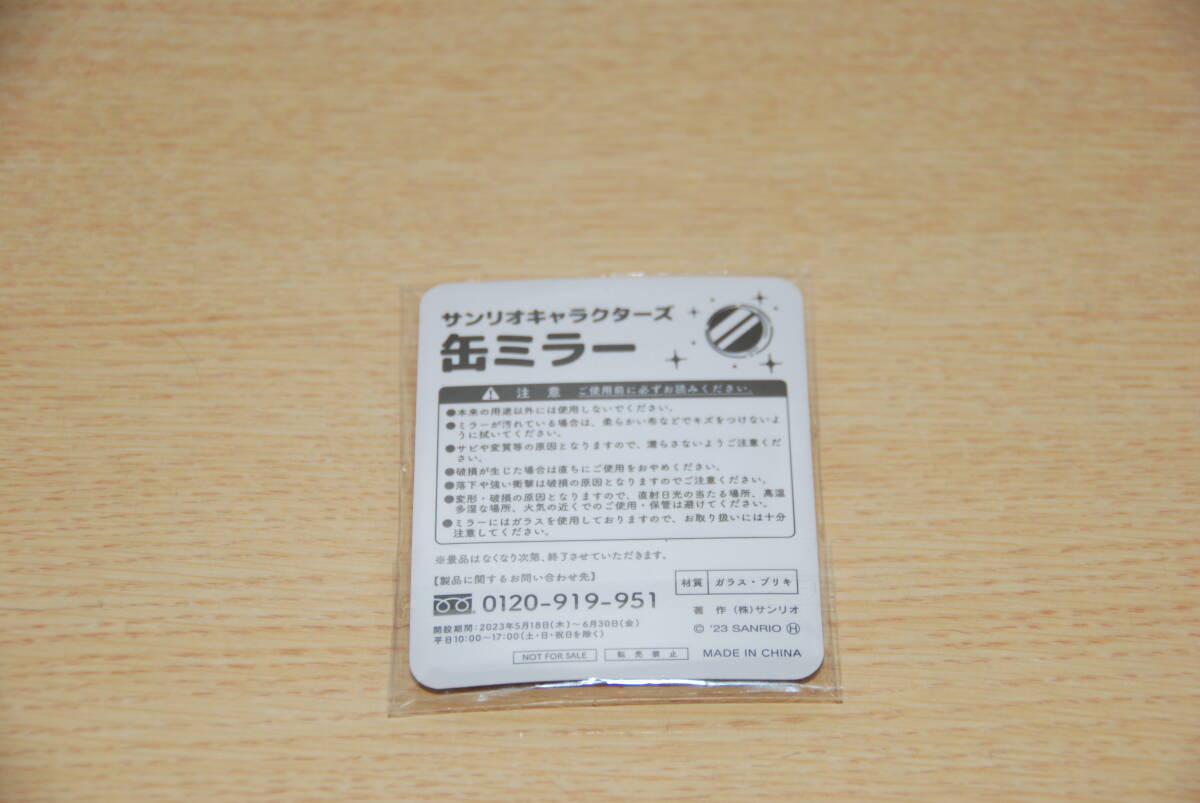 サンリオキャラクターズ
缶ミラー
注意 ご使用前に必ずお読みください。
●本来の用途以外には使用しないでください。
●ミラーが汚れている場合は、柔らかい布などでキズをつけないよ
うに拭いてください。
●サビや変質等の原因となりますので、濡らさないようご注意くだ
さい。
●破損が生じた場合は直ちにご使用をおやめください。
●落下や強い衝撃は破損の原因となりますのでご注意ください。
●変形・破損の原因となりますので、直射日光の当たる場所、高温
多湿な場所、火気の近くでのご使用・保管は避けてください。
●ミラーにはガラスを使用しておりますので、お取り扱いには十分
注意してください。
※景品はなくなり次第、終了させていただきます。
【製品に関するお問い合わせ先】
0120-919-951
開設期間:2023年5月18日(木)~6月30日(金)
平日10:00~17:00(土・日・祝日を除く)
材質 ガラス・ブリキ
著作 (株)サンリオ
© '23 SANRIO Ⓗ
NOT FOR SALE 転売禁止 MADE IN CHINA